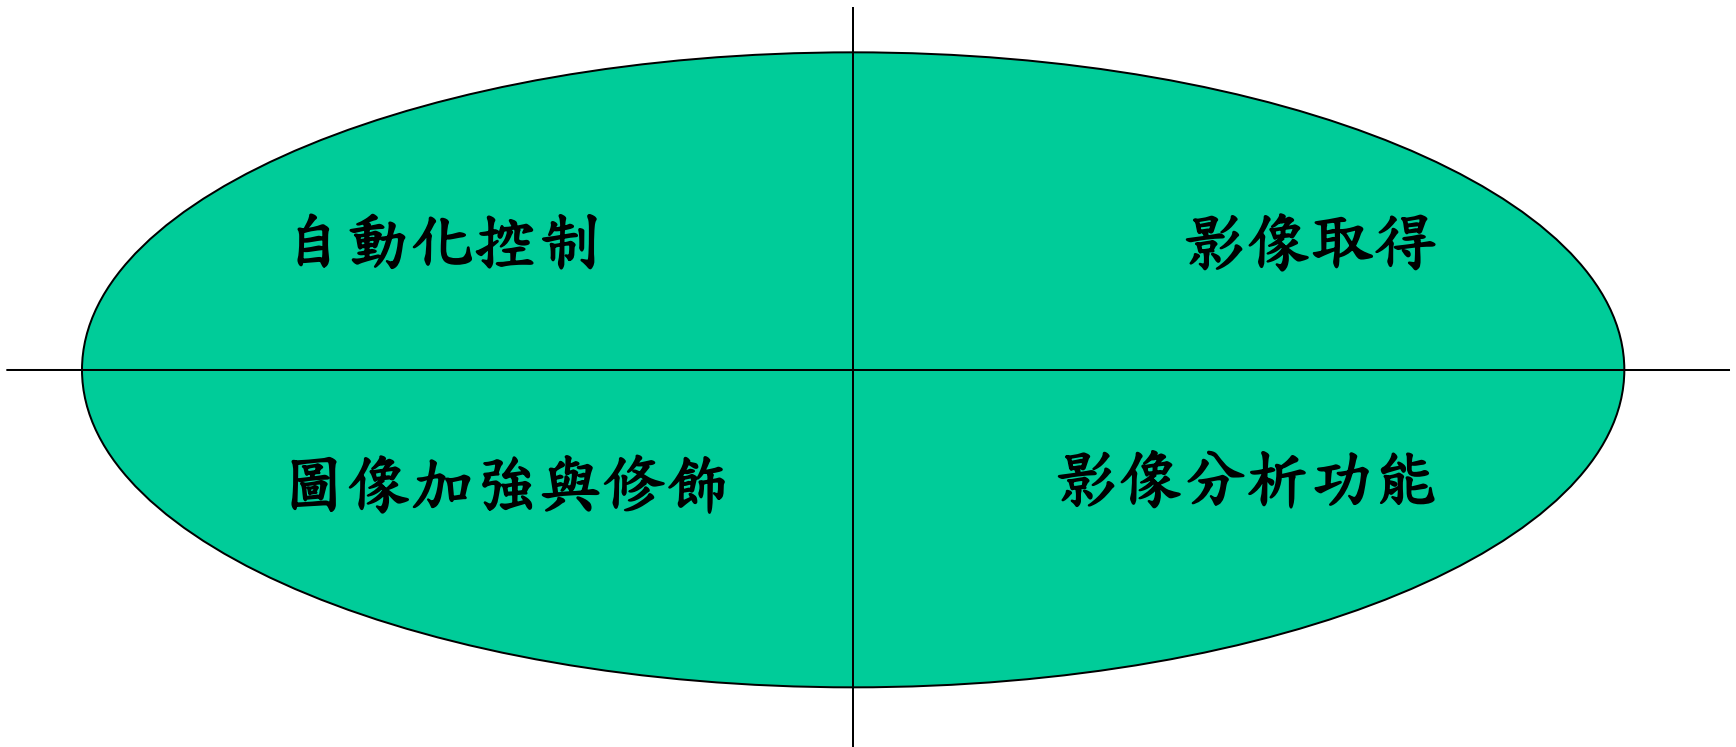 自動化控制
影像取得
圖像加強與修飾
影像分析功能